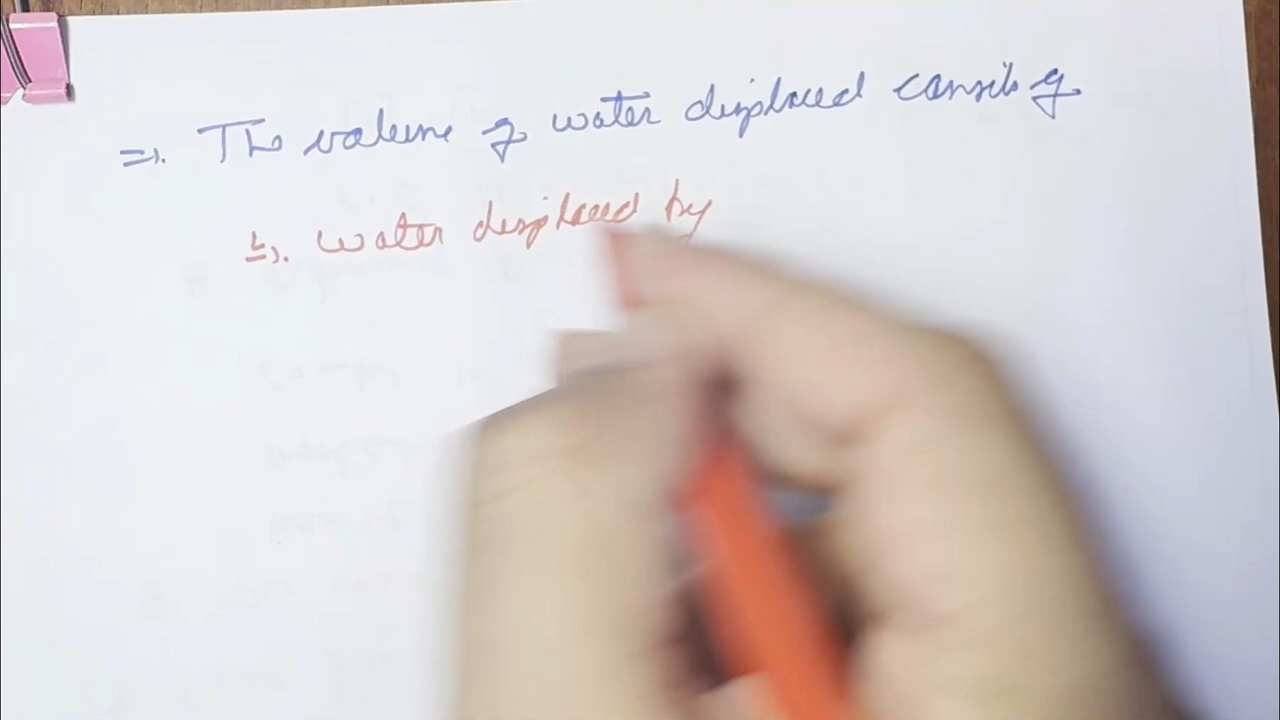 =). The volume of water displaced consists of
↳). water displaced by